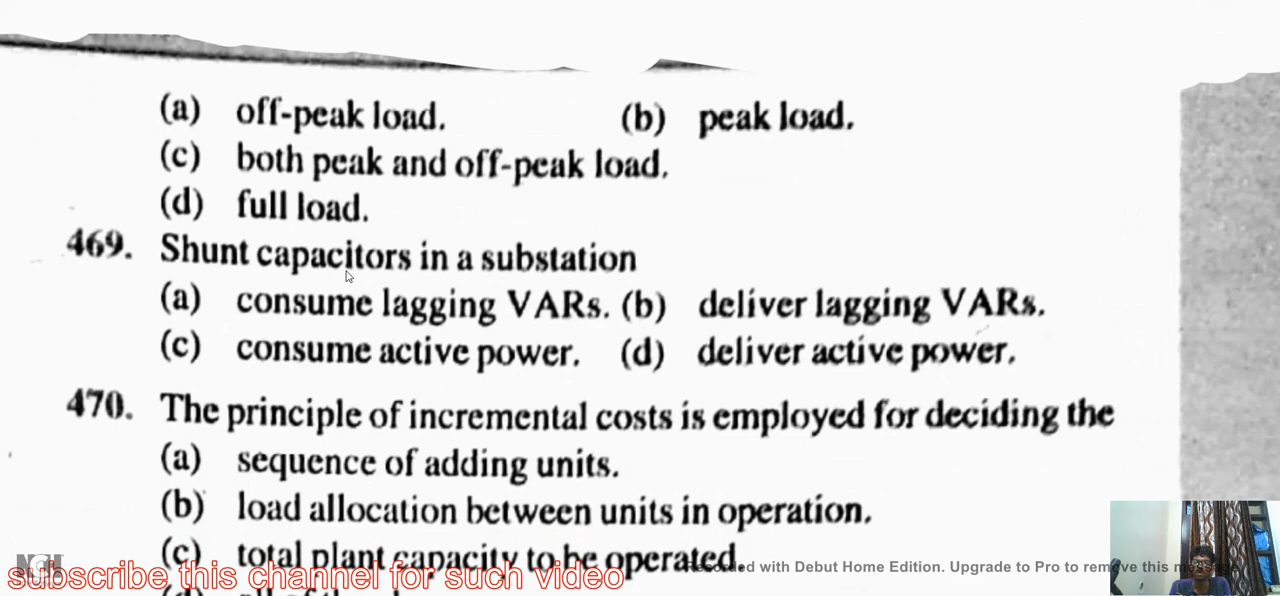 (a) off-peak load. (b) peak load.
(c) both peak and off-peak load.
(d) full load.
469. Shunt capacitors in a substation
(a) consume lagging VARs. (b) deliver lagging VARs.
(c) consume active power. (d) deliver active power.
470. The principle of incremental costs is employed for deciding the
(a) sequence of adding units.
(b) load allocation between units in operation.
(c) total plant capacity to be operated.
subscribe this channel for such video
Recorded with Debut Home Edition. Upgrade to Pro to remove this message